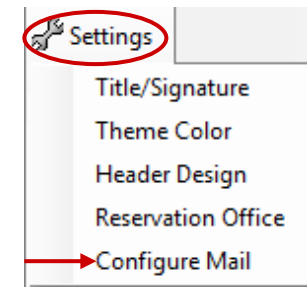 Settings
Title/Signature
Theme Color
Header Design
Reservation Office
Configure Mail